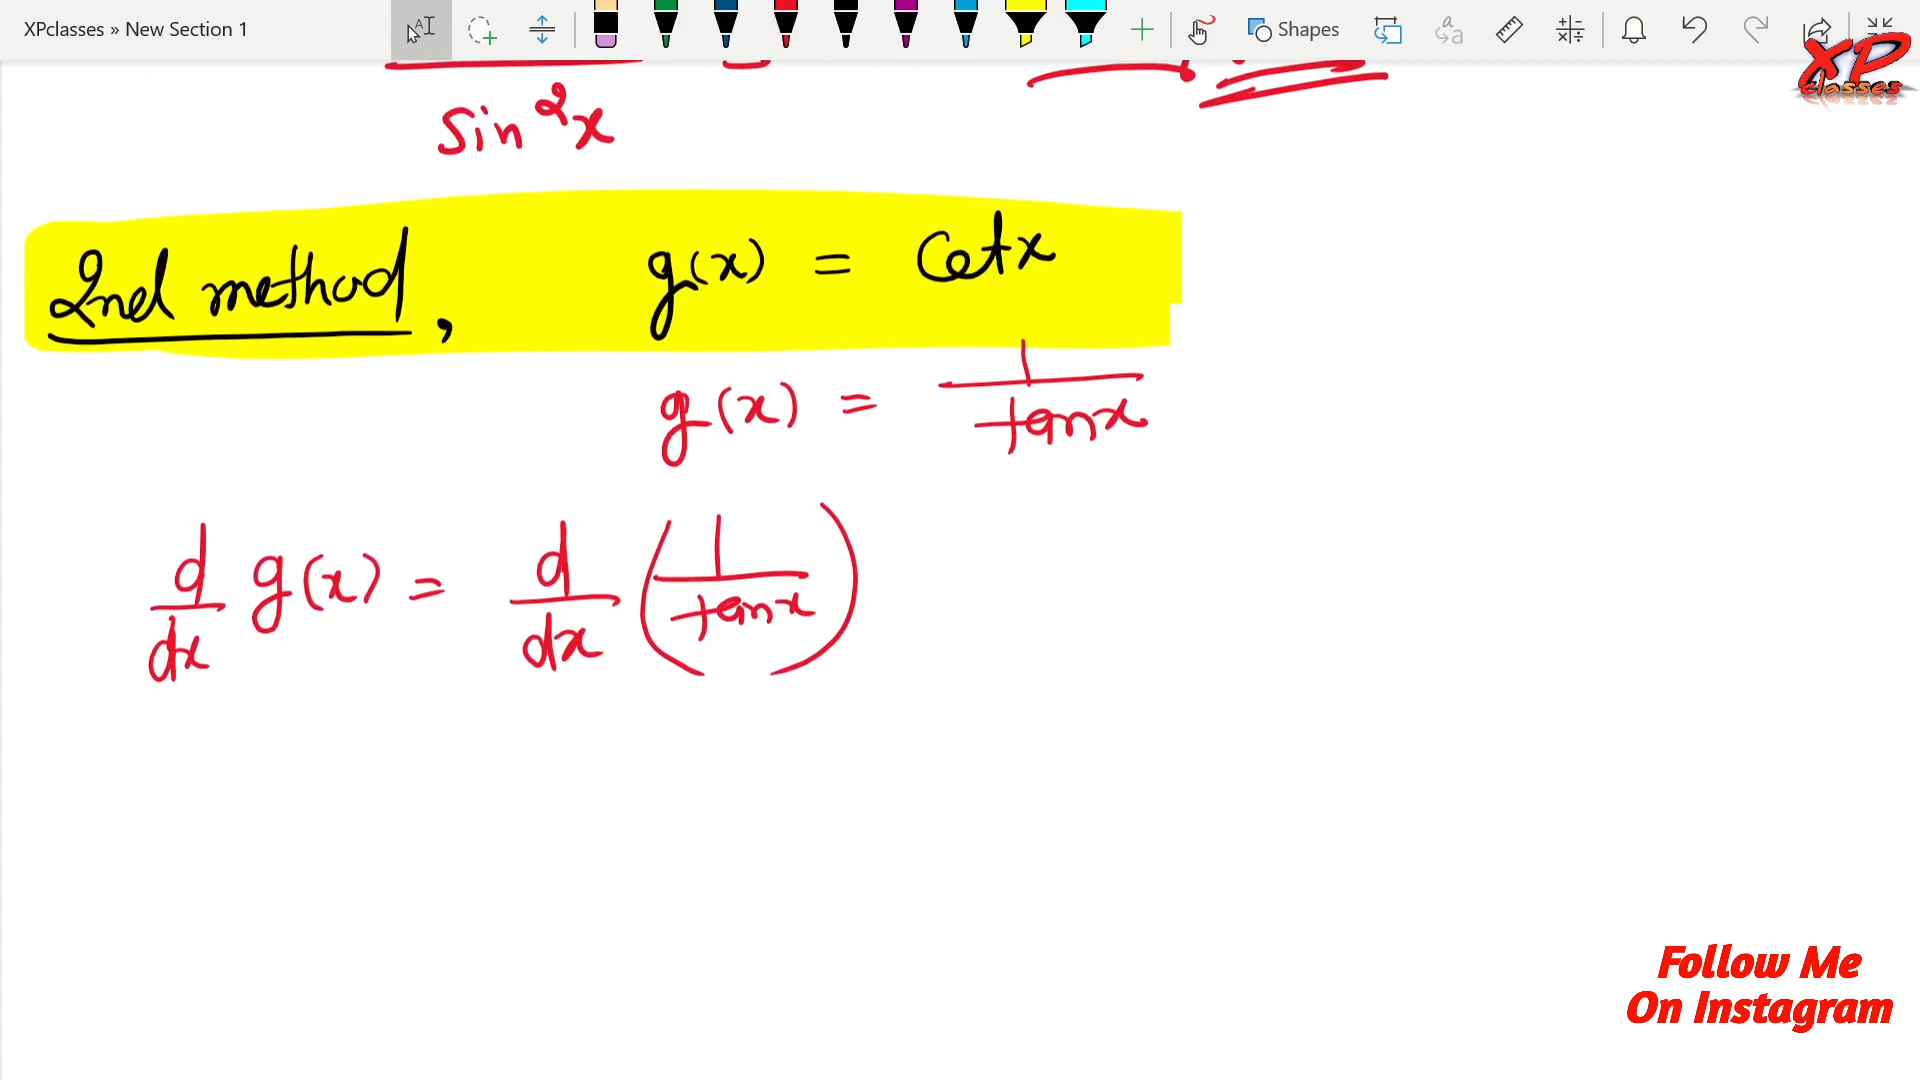 XPclasses » New Section 1
Shapes
XP
classes
sin²x
2nd method, g(x) = Cotx
g(x) = 1/tanx
d/dx g(x) = d/dx (1/tanx)
Follow Me
On Instagram